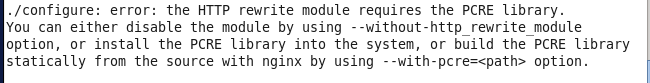 ./configure: error: the HTTP rewrite module requires the PCRE library.
You can either disable the module by using --without-http_rewrite_module
option, or install the PCRE library into the system, or build the PCRE library
statically from the source with nginx by using --with-pcre=<path> option.